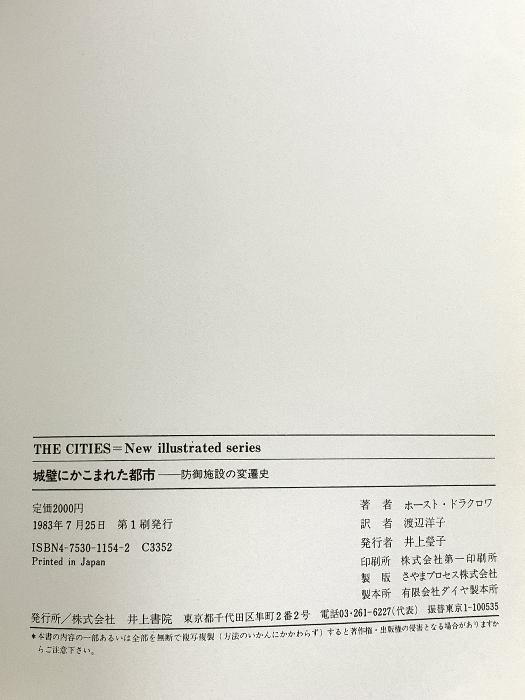 THE CITIES=New illustrated series
城壁にかこまれた都市――防御施設の変遷史
定価2000円
1983年7月25日 第1刷発行
ISBN4-7530-1154-2 C3352
Printed in Japan
著者 ホースト・ドラクロワ
訳者 渡辺洋子
発行者 井上瑩子
印刷所 株式会社第一印刷所
製版 さやまプロセス株式会社
製本所 有限会社ダイヤ製本所
発行所/株式会社 井上書院 東京都千代田区隼町2番2号 電話03・261-6227(代表) 振替東京1-100535
*本書の内容の一部あるいは全部を無断で複写複製(方法のいかんにかかわらず)すると著作権・出版権の侵害となる場合がありますか
らご注意下さい。